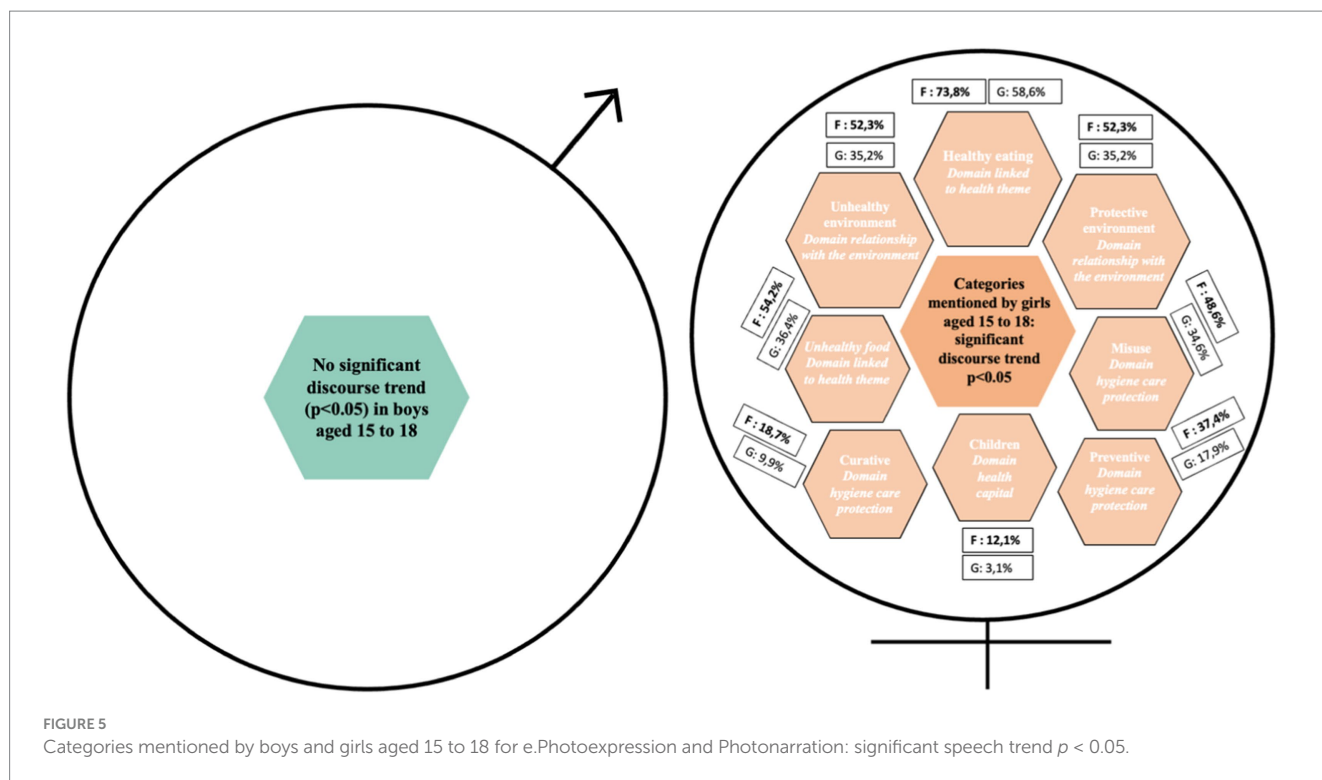 No significant
discourse trend
(p<0.05) in boys
aged 15 to 18
F : 73,8%
G: 58,6%
F : 52,3%
G: 35,2%
F : 52,3%
G: 35,2%
Healthy eating
Domain linked
to health theme
Unhealthy
environment
Domain relationship
with the environment
Protective
environment
Domain
relationship with
the environment
Categories
mentioned by girls
aged 15 to 18:
significant
discourse trend
p<0.05
F : 54,2%
G: 36,4%
F : 48,6%
G: 34,6%
Unhealthy food
Domain linked
to health theme
Misuse
Domain
hygiene care
protection
F : 18,7%
G: 9,9%
F : 37,4%
G: 17,9%
Curative
Domain
hygiene care
protection
Children
Domain
health
capital
Preventive
Domain
hygiene care
protection
F : 12,1%
G: 3,1%
FIGURE 5
Categories mentioned by boys and girls aged 15 to 18 for e.Photoexpression and Photonarration: significant speech trend p < 0.05.